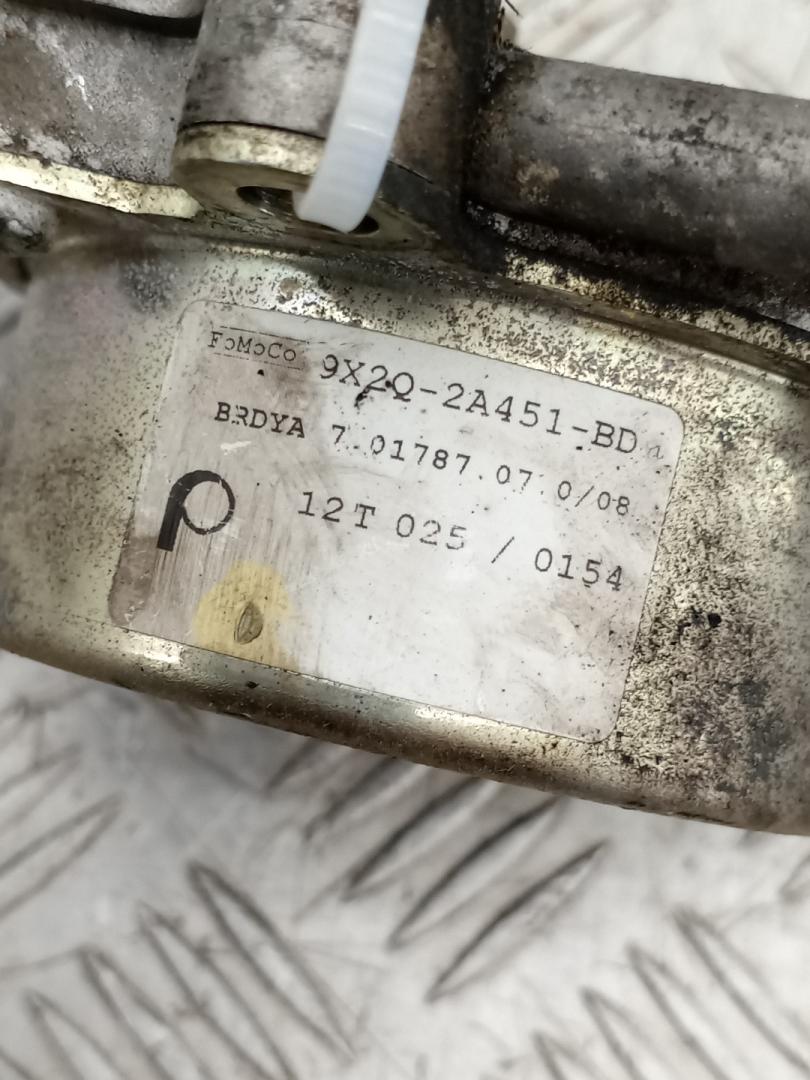 FoMoCo 9X2Q-2A451-BD
BRDYA 7.01787.07.0/08
12T 025 / 0154